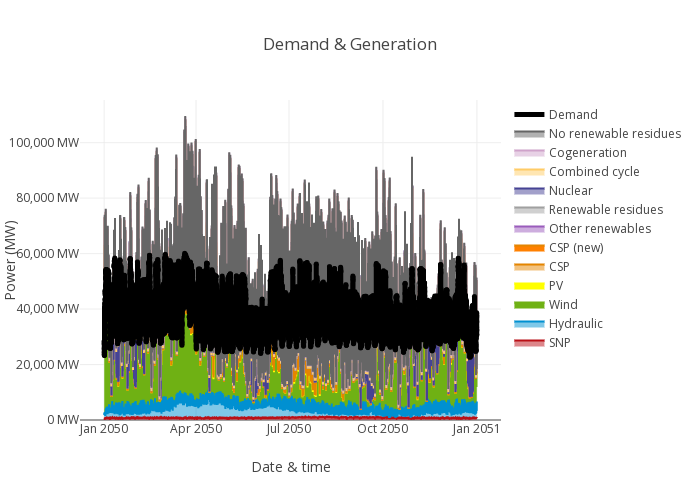 Demand & Generation
100,000 MW
80,000 MW
60,000 MW
40,000 MW
20,000 MW
0 MW
Power (MW)
Jan 2050
Apr 2050
Jul 2050
Oct 2050
Jan 2051
Date & time
Demand
No renewable residues
Cogeneration
Combined cycle
Nuclear
Renewable residues
Other renewables
CSP (new)
CSP
PV
Wind
Hydraulic
SNP